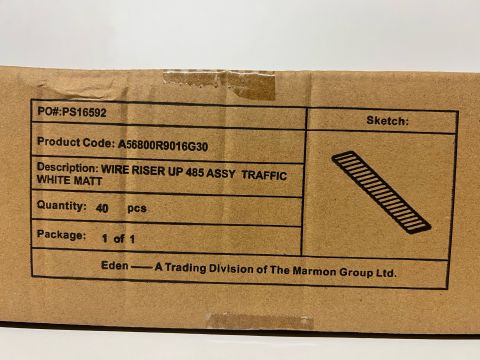 PO#:PS16592
Sketch:
Product Code: A56800R9016G30
Description: WIRE RISER UP 485 ASSY TRAFFIC
WHITE MATT
Quantity: 40 pcs
Package: 1 of 1
Eden — A Trading Division of The Marmon Group Ltd.